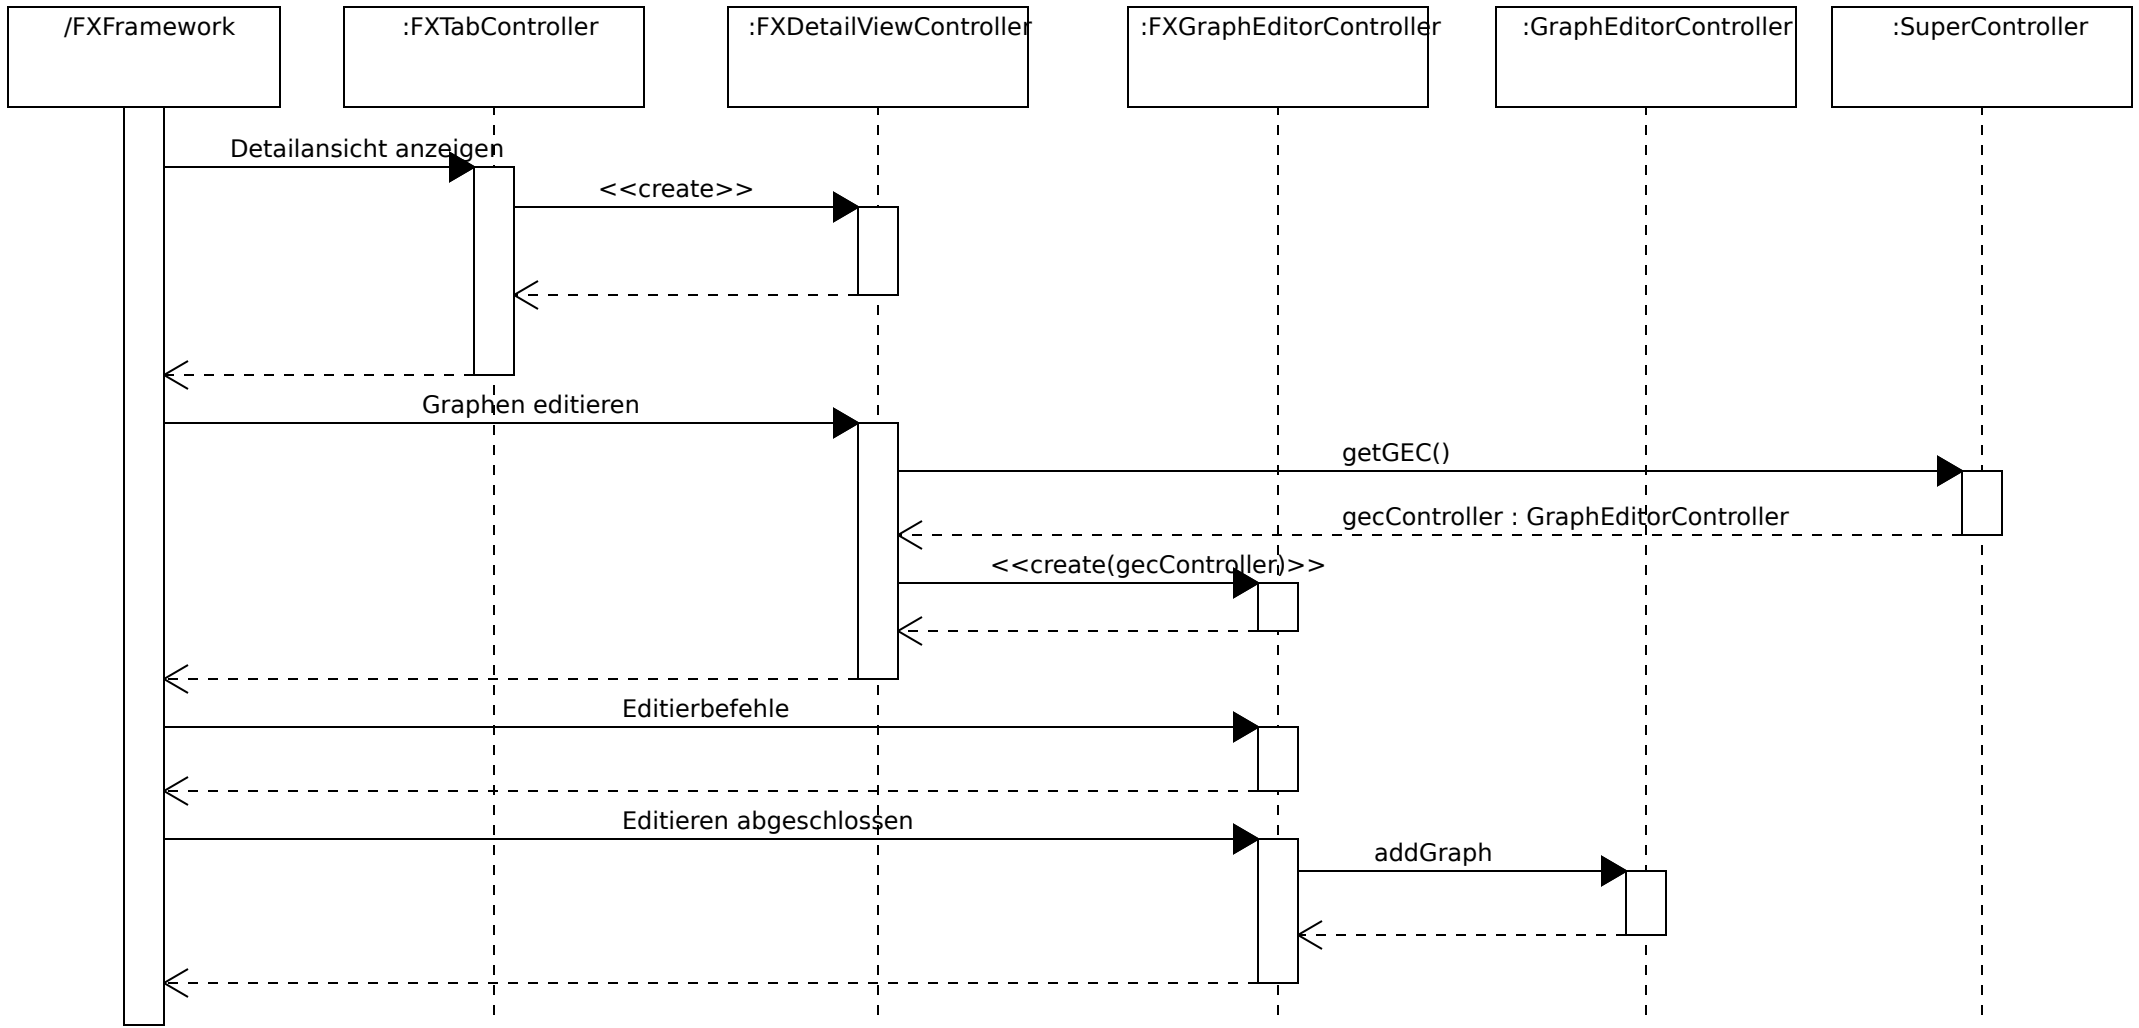 /FXFramework
:FXTabController
:FXDetailViewController
:FXGraphEditorController
:GraphEditorController
:SuperController
Detailansicht anzeigen
<<create>>
Graphen editieren
getGEC()
gecController : GraphEditorController
<<create(gecController)>>
Editierbefehle
Editieren abgeschlossen
addGraph